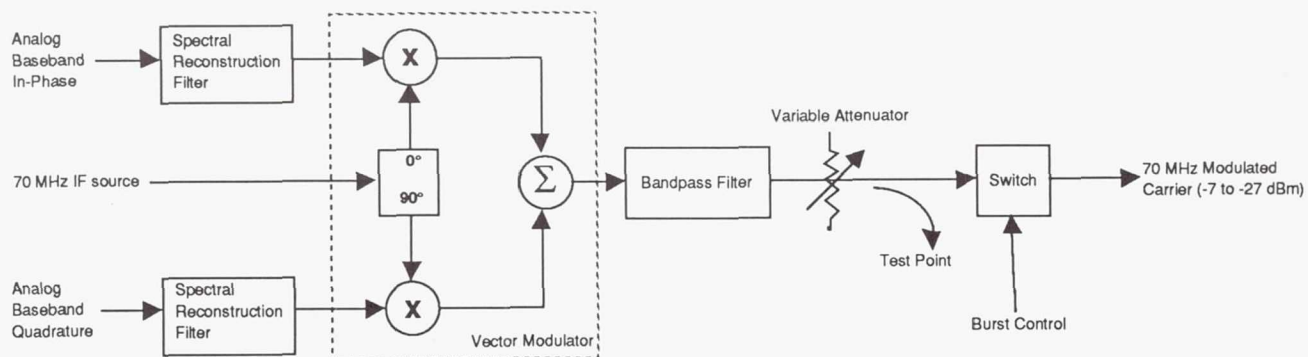 Analog
Baseband
In-Phase
Spectral
Reconstruction
Filter
X
70 MHz IF source
0°
90°
Σ
Analog
Baseband
Quadrature
Spectral
Reconstruction
Filter
X
Vector Modulator
Bandpass Filter
Variable Attenuator
Test Point
Switch
Burst Control
70 MHz Modulated
Carrier (-7 to -27 dBm)